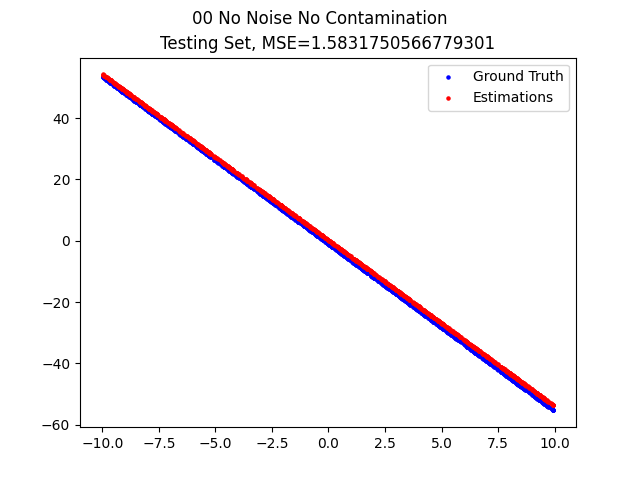 00 No Noise No Contamination
Testing Set, MSE=1.5831750566779301
Ground Truth
Estimations
40
20
0
−20
−40
−60
−10.0 −7.5 −5.0 −2.5 0.0 2.5 5.0 7.5 10.0